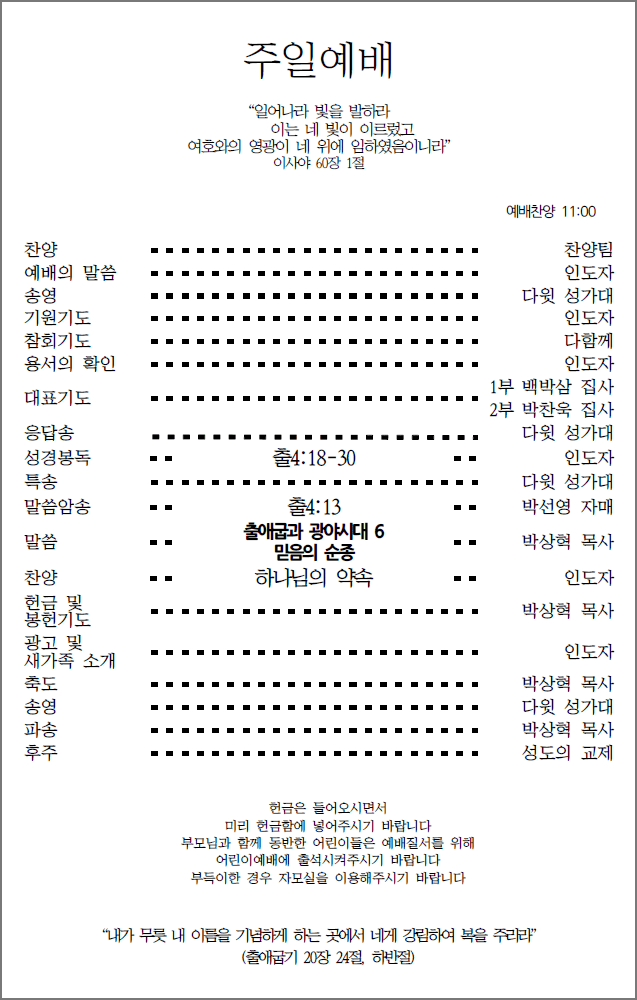 주일예배
“일어나라 빛을 발하라
이는 네 빛이 이르렀고
여호와의 영광이 네 위에 임하였음이니라”
이사야 60장 1절
예배찬양 11:00
찬양 찬양팀
예배의 말씀 인도자
송영 다윗 성가대
기원기도 인도자
참회기도 다함께
용서의 확인 인도자
대표기도 1부 백박삼 집사
2부 박찬욱 집사
응답송 다윗 성가대
성경봉독 출4:18-30 인도자
특송 다윗 성가대
말씀암송 출4:13 박선영 자매
말씀 출애굽과 광야시대 6 박상혁 목사
믿음의 순종
찬양 하나님의 약속 인도자
헌금 및
봉헌기도 박상혁 목사
광고 및
새가족 소개 인도자
축도 박상혁 목사
송영 다윗 성가대
파송 박상혁 목사
후주 성도의 교제
헌금은 들어오시면서
미리 헌금함에 넣어주시기 바랍니다
부모님과 함께 동반한 어린이들은 예배질서를 위해
어린이예배에 출석시켜주시기 바랍니다
부득이한 경우 자모실을 이용해주시기 바랍니다
“내가 무릇 내 이름을 기념하게 하는 곳에서 네게 강림하여 복을 주리라”
(출애굽기 20장 24절, 하반절)